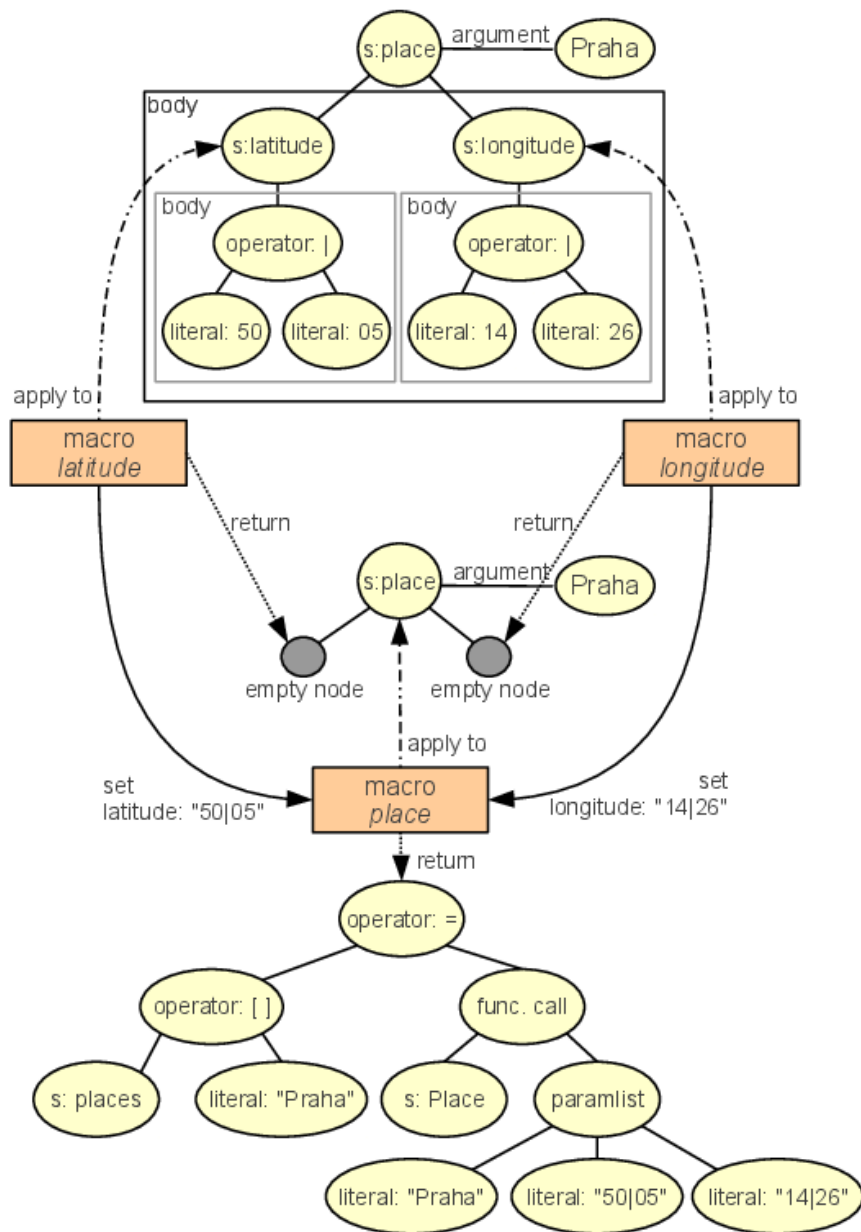 s:place
argument
Praha
body
s:latitude
s:longitude
body
body
operator: |
operator: |
literal: 50
literal: 05
literal: 14
literal: 26
apply to
apply to
macro
latitude
macro
longitude
return
return
s:place
argument
Praha
empty node
empty node
apply to
set
latitude: "50|05"
macro
place
set
longitude: "14|26"
return
operator: =
operator: [ ]
func. call
s: places
literal: "Praha"
s: Place
paramlist
literal: "Praha"
literal: "50|05"
literal: "14|26"